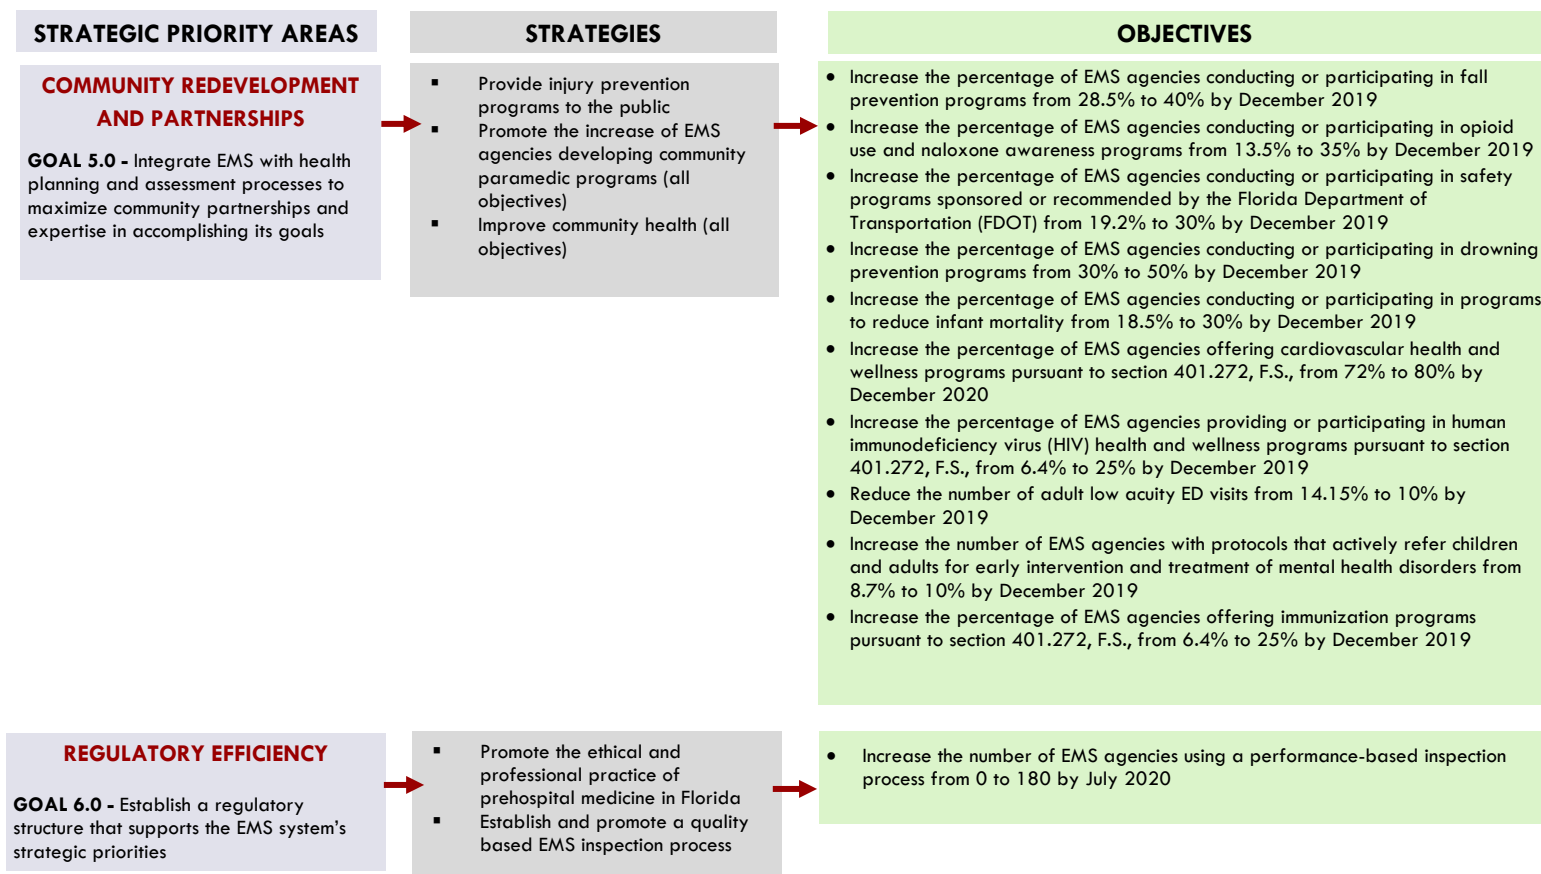 STRATEGIC PRIORITY AREAS
STRATEGIES
OBJECTIVES
COMMUNITY REDEVELOPMENT
AND PARTNERSHIPS
GOAL 5.0 - Integrate EMS with health
planning and assessment processes to
maximize community partnerships and
expertise in accomplishing its goals
▪ Provide injury prevention
programs to the public
▪ Promote the increase of EMS
agencies developing community
paramedic programs (all
objectives)
▪ Improve community health (all
objectives)
• Increase the percentage of EMS agencies conducting or participating in fall
prevention programs from 28.5% to 40% by December 2019
• Increase the percentage of EMS agencies conducting or participating in opioid
use and naloxone awareness programs from 13.5% to 35% by December 2019
• Increase the percentage of EMS agencies conducting or participating in safety
programs sponsored or recommended by the Florida Department of
Transportation (FDOT) from 19.2% to 30% by December 2019
• Increase the percentage of EMS agencies conducting or participating in drowning
prevention programs from 30% to 50% by December 2019
• Increase the percentage of EMS agencies conducting or participating in programs
to reduce infant mortality from 18.5% to 30% by December 2019
• Increase the percentage of EMS agencies offering cardiovascular health and
wellness programs pursuant to section 401.272, F.S., from 72% to 80% by
December 2020
• Increase the percentage of EMS agencies providing or participating in human
immunodeficiency virus (HIV) health and wellness programs pursuant to section
401.272, F.S., from 6.4% to 25% by December 2019
• Reduce the number of adult low acuity ED visits from 14.15% to 10% by
December 2019
• Increase the number of EMS agencies with protocols that actively refer children
and adults for early intervention and treatment of mental health disorders from
8.7% to 10% by December 2019
• Increase the percentage of EMS agencies offering immunization programs
pursuant to section 401.272, F.S., from 6.4% to 25% by December 2019
REGULATORY EFFICIENCY
GOAL 6.0 - Establish a regulatory
structure that supports the EMS system's
strategic priorities
▪ Promote the ethical and
professional practice of
prehospital medicine in Florida
▪ Establish and promote a quality
based EMS inspection process
• Increase the number of EMS agencies using a performance-based inspection
process from 0 to 180 by July 2020